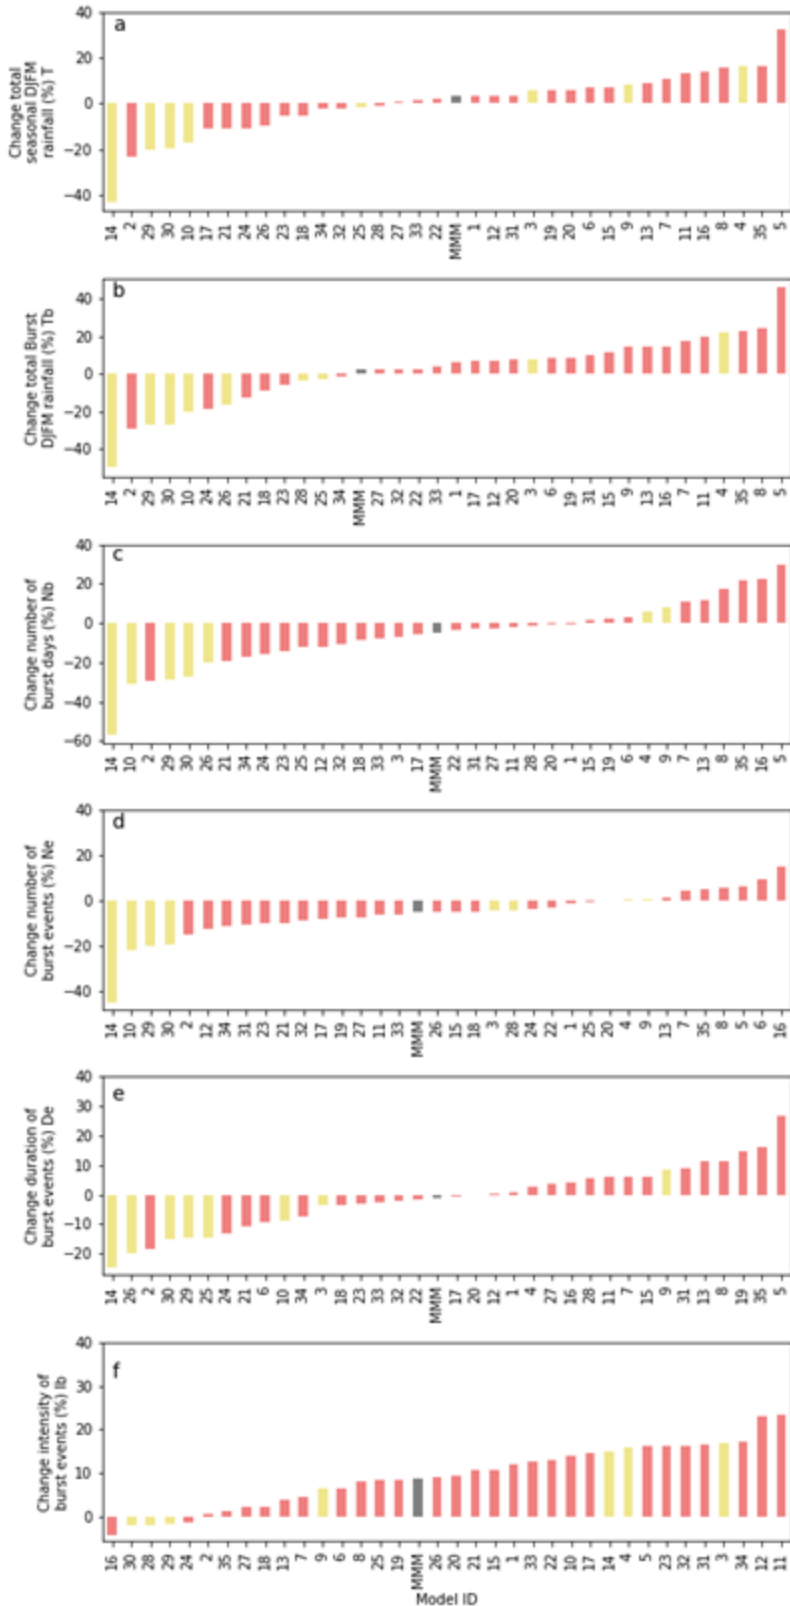 a
Change total
seasonal DJFM
rainfall (%) T
40
20
0
−20
−40
14 2 29 30 10 17 21 24 26 23 18 34 32 25 28 27 33 22 MMM 1 12 31 3 19 20 6 15 9 13 7 11 16 8 4 35 5
b
Change total Burst
DJFM rainfall (%) Tb
40
20
0
−20
−40
14 2 29 30 10 24 26 21 18 23 28 25 34 MMM 27 32 22 33 1 17 12 20 3 6 19 31 15 9 13 16 7 11 4 35 8 5
c
Change number of
burst days (%) Nb
40
20
0
−20
−40
−60
14 10 2 29 30 26 21 34 24 23 25 12 32 18 33 3 17 MMM 22 31 27 11 28 20 1 15 19 6 4 9 7 13 8 35 16 5
d
Change number of
burst events (%) Ne
40
20
0
−20
−40
14 10 29 30 2 12 34 31 23 21 32 17 19 27 11 33 MMM 26 15 18 3 28 24 22 1 25 20 4 9 13 7 35 8 5 6 16
e
Change duration of
burst events (%) De
40
30
20
10
0
−10
−20
14 26 2 30 29 25 24 21 6 10 34 3 18 23 33 32 22 MMM 17 20 12 1 4 27 16 28 11 7 15 9 31 13 8 19 35 5
f
Change intensity of
burst events (%) Ib
40
30
20
10
0
16 30 28 29 24 2 35 27 18 13 7 9 6 8 25 19 MMM 26 20 21 15 1 33 22 10 17 14 4 5 23 32 31 3 34 12 11
Model ID